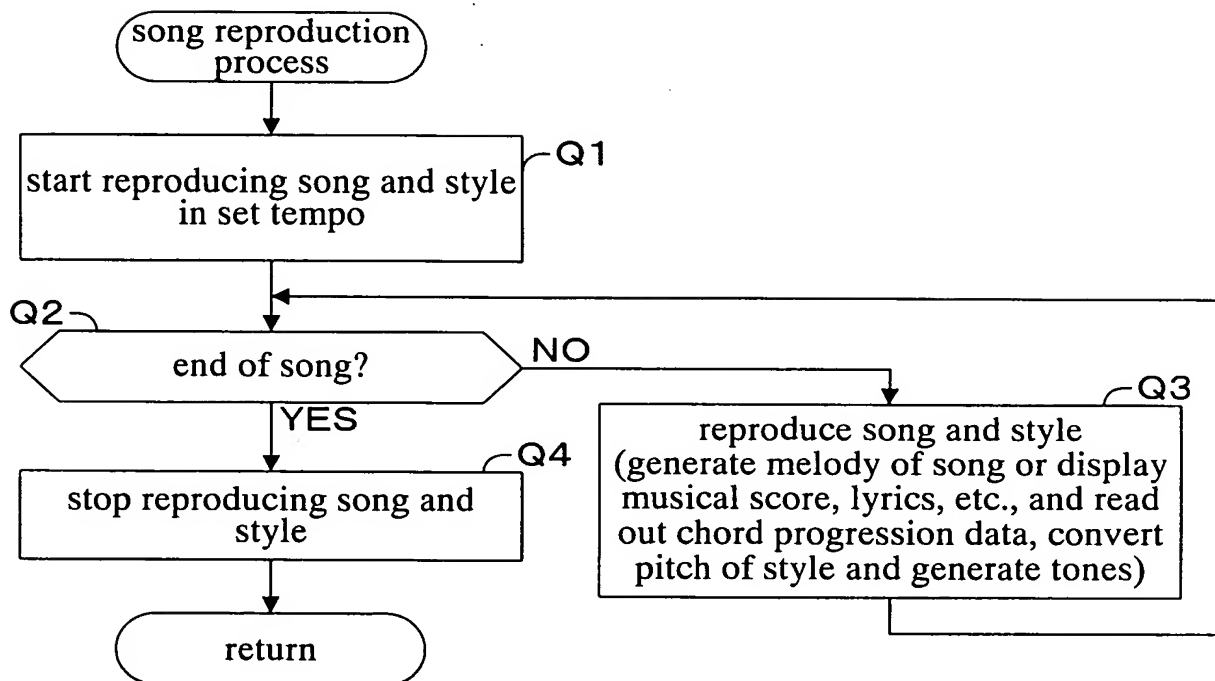 song reproduction
process
Q1
start reproducing song and style
in set tempo
Q2
end of song?
NO
YES
Q3
reproduce song and style
(generate melody of song or display
musical score, lyrics, etc., and read
out chord progression data, convert
pitch of style and generate tones)
Q4
stop reproducing song and
style
return